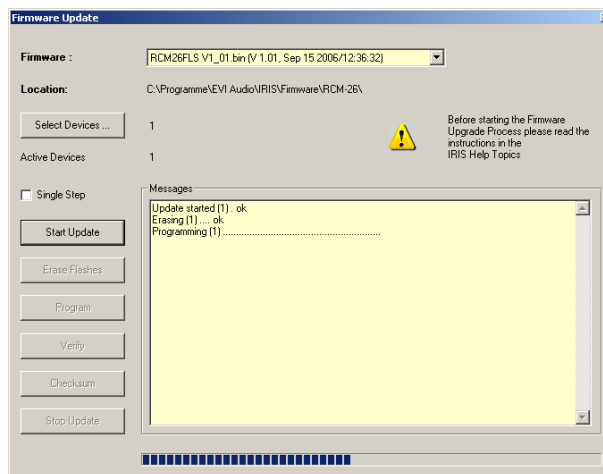 Firmware Update
Firmware :
RCM26FLS V1_01.bin (V 1.01, Sep 15 2006/12:36:32)
Location:
C:\Programme\EVI Audio\IRIS\Firmware\RCM-26\
Select Devices ...
1
Before starting the Firmware
Upgrade Process please read the
instructions in the
IRIS Help Topics
Active Devices
1
Single Step
Messages
Update started (1) . ok
Erasing (1) .... ok
Programming (1) ..........................................................
Start Update
Erase Flashes
Program
Verify
Checksum
Stop Update